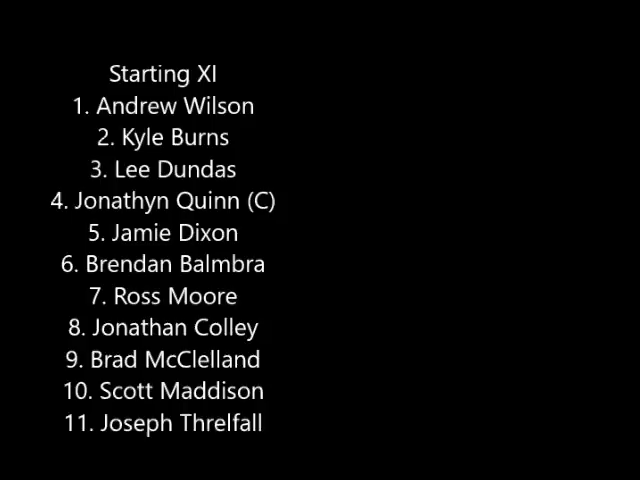 Starting XI
1. Andrew Wilson
2. Kyle Burns
3. Lee Dundas
4. Jonathyn Quinn (C)
5. Jamie Dixon
6. Brendan Balmbra
7. Ross Moore
8. Jonathan Colley
9. Brad McClelland
10. Scott Maddison
11. Joseph Threlfall